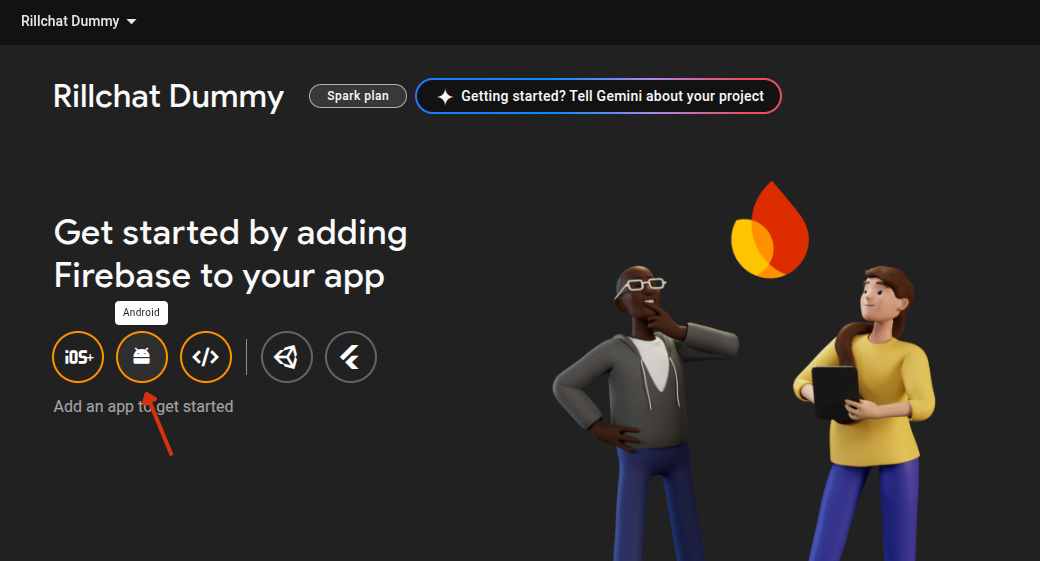 Rillchat Dummy
Rillchat Dummy
Spark plan
Getting started? Tell Gemini about your project
Get started by adding
Firebase to your app
Android
iOS+
</>
Add an app to get started